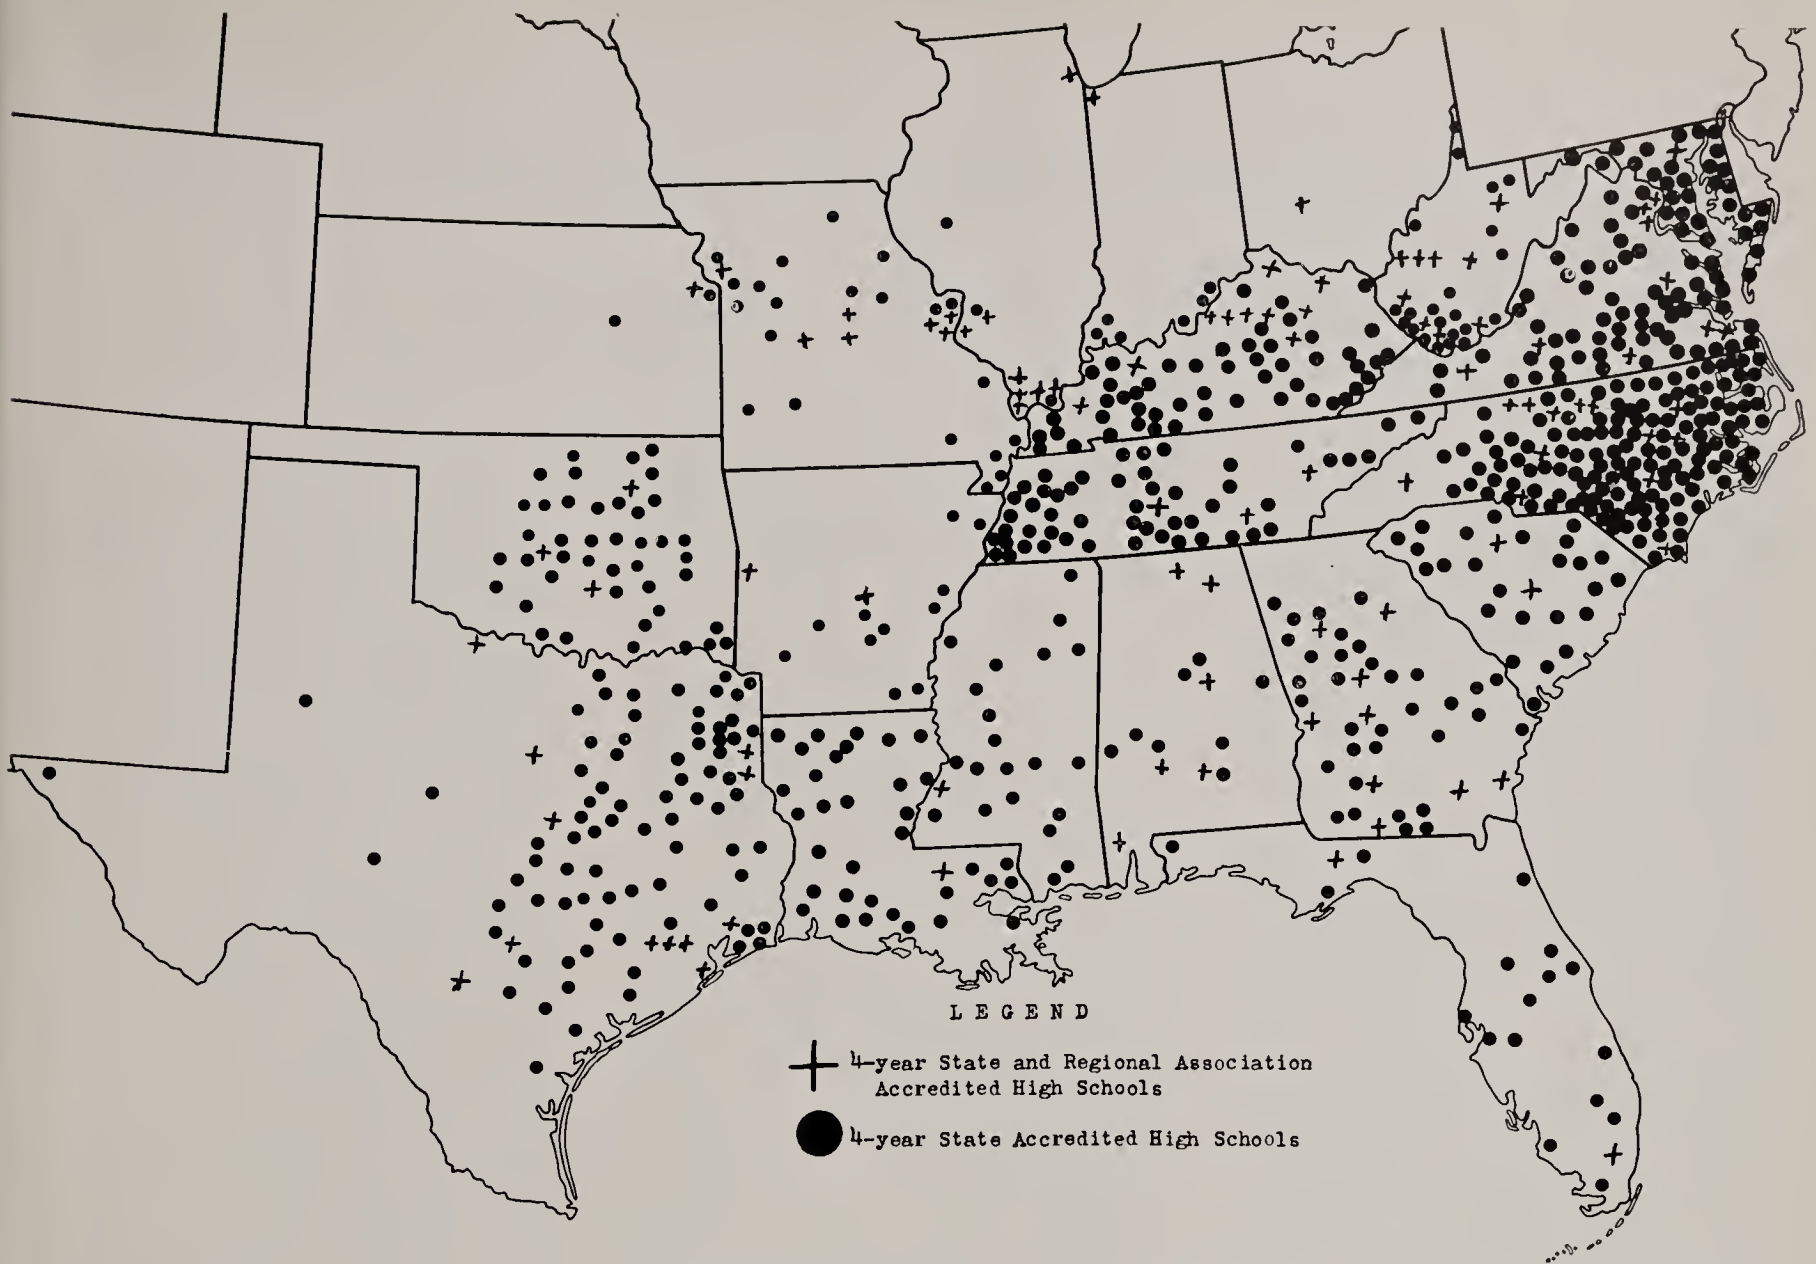 LEGEND
4-year State and Regional Association
Accredited High Schools
4-year State Accredited High Schools